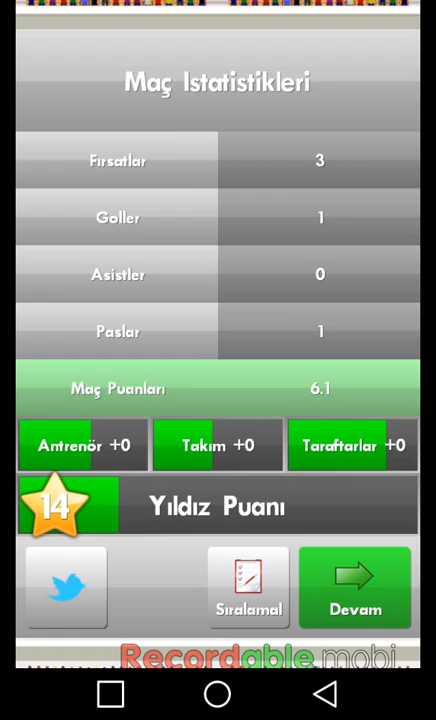 Maç Istatistikleri
Fırsatlar 3
Goller 1
Asistler 0
Paslar 1
Maç Puanları 6.1
Antrenör +0 Takım +0 Taraftarlar +0
14 Yıldız Puanı
Sıralamal Devam
Recordable.mobi